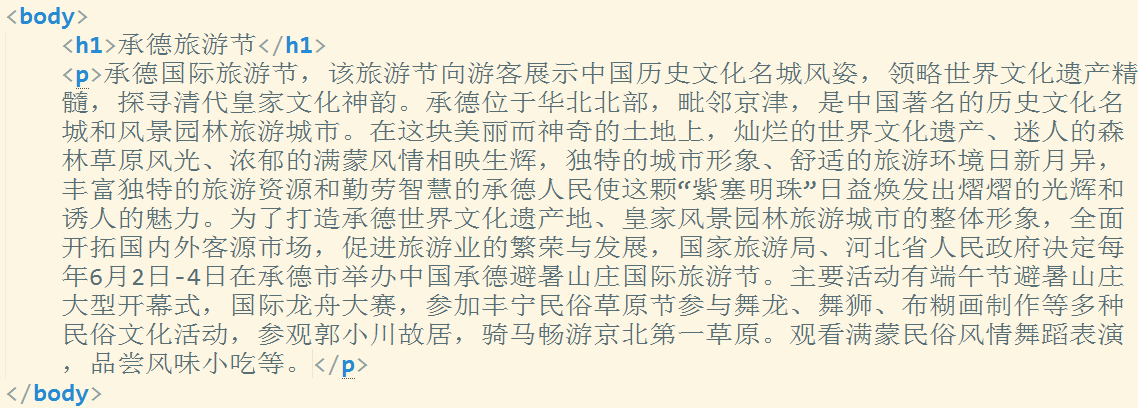 <body>
<h1>承德旅游节</h1>
<p>承德国际旅游节，该旅游节向游客展示中国历史文化名城风姿，领略世界文化遗产精
髓，探寻清代皇家文化神韵。承德位于华北北部，毗邻京津，是中国著名的历史文化名
城和风景园林旅游城市。在这块美丽而神奇的土地上，灿烂的世界文化遗产、迷人的森
林草原风光、浓郁的满蒙风情相映生辉，独特的城市形象、舒适的旅游环境日新月异，
丰富独特的旅游资源和勤劳智慧的承德人民使这颗“紫塞明珠”日益焕发出熠熠的光辉和
诱人的魅力。为了打造承德世界文化遗产地、皇家风景园林旅游城市的整体形象，全面
开拓国内外客源市场，促进旅游业的繁荣与发展，国家旅游局、河北省人民政府决定每
年6月2日-4日在承德市举办中国承德避暑山庄国际旅游节。主要活动有端午节避暑山庄
大型开幕式，国际龙舟大赛，参加丰宁民俗草原节参与舞龙、舞狮、布糊画制作等多种
民俗文化活动，参观郭小川故居，骑马畅游京北第一草原。观看满蒙民俗风情舞蹈表演
，品尝风味小吃等。</p>
</body>